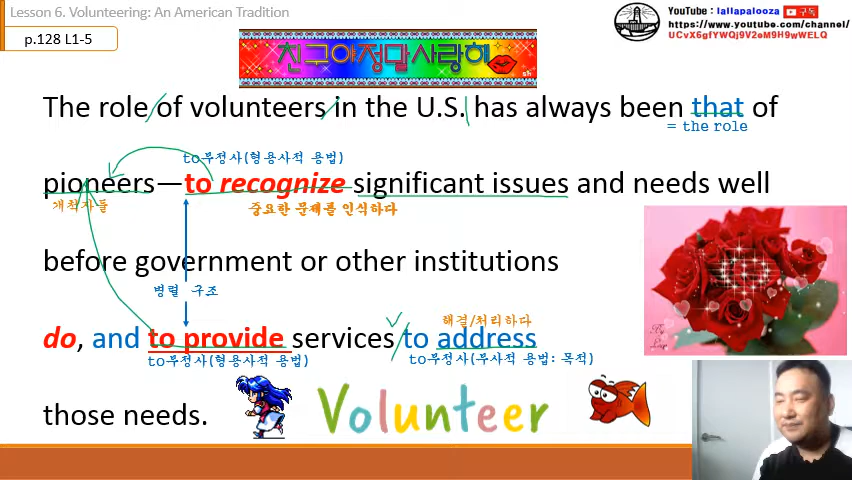 Lesson 6. Volunteering: An American Tradition
p.128 L1-5
YouTube : lallapalooza 구독
https://www.youtube.com/channel/
UCvX6gfYWQj9V2oM9H9wWELQ
친구야정말사랑해
The role of volunteers in the U.S. has always been that of
= the role
to부정사(형용사적 용법)
pioneers—to recognize significant issues and needs well
개척자들
중요한 문제를 인식하다
before government or other institutions
병렬 구조
해결/처리하다
do, and to provide services to address
to부정사(형용사적 용법)
to부정사(부사적 용법: 목적)
those needs.
Volunteer